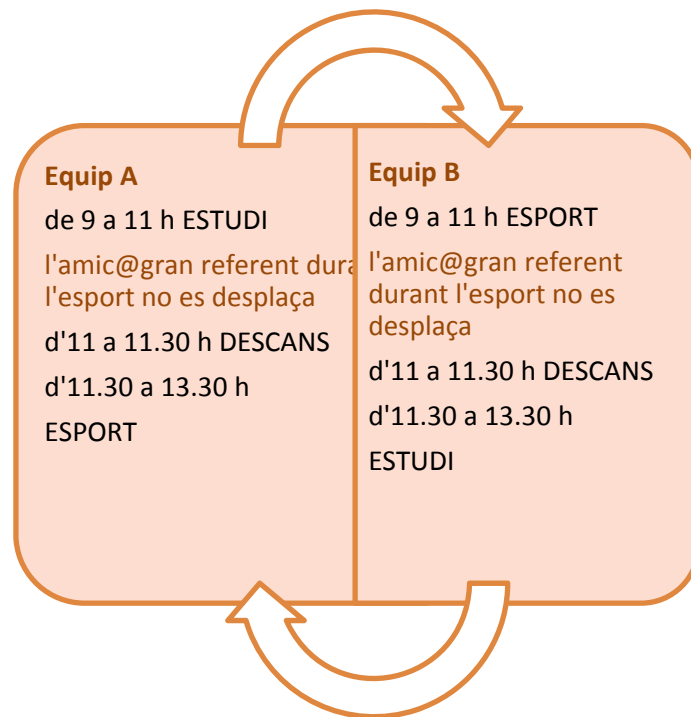 Equip A
de 9 a 11 h ESTUDI
l'amic@gran referent dura
l'esport no es desplaça
d'11 a 11.30 h DESCANS
d'11.30 a 13.30 h
ESPORT
Equip B
de 9 a 11 h ESPORT
l'amic@gran referent
durant l'esport no es
desplaça
d'11 a 11.30 h DESCANS
d'11.30 a 13.30 h
ESTUDI